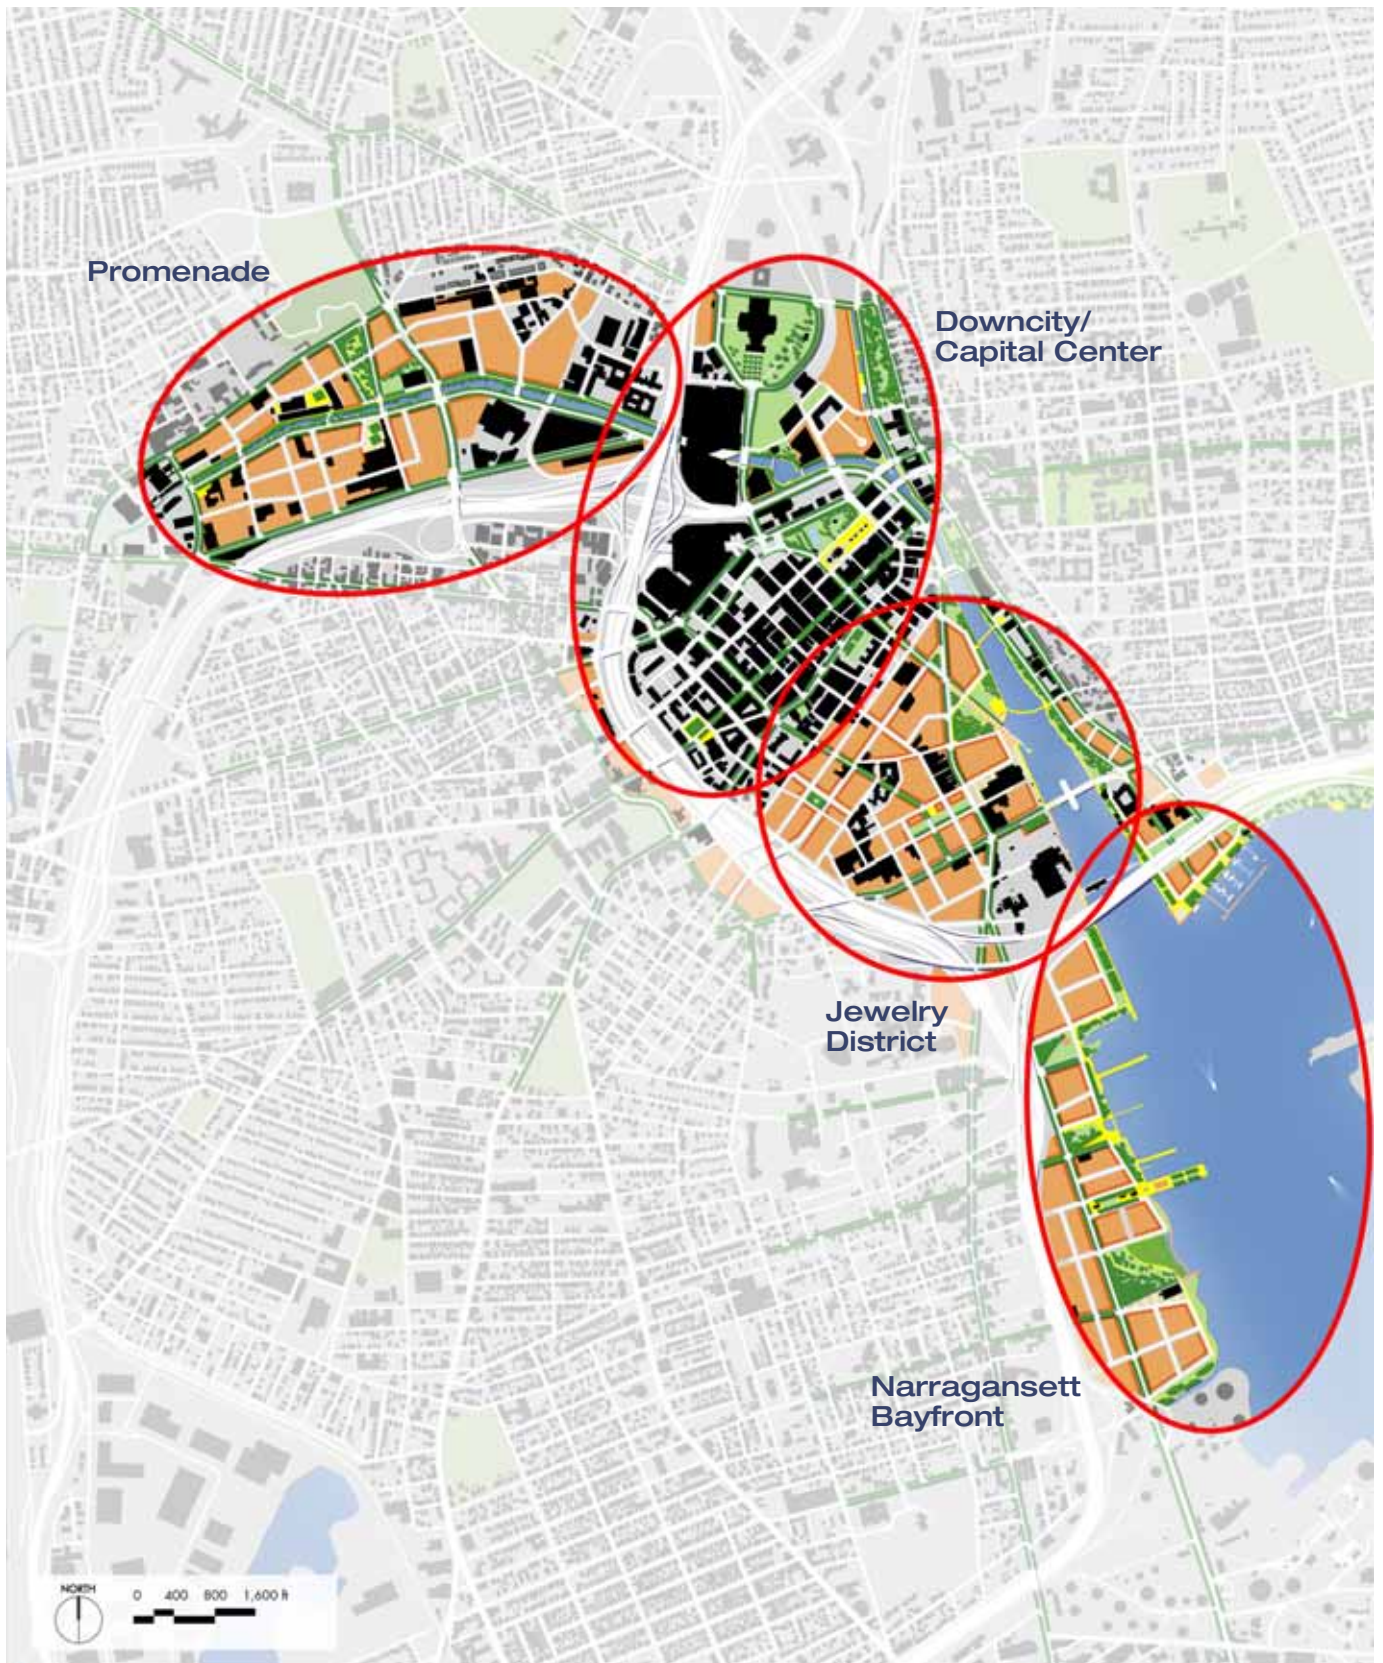 Promenade
Downcity/
Capital Center
Jewelry
District
Narragansett
Bayfront
NORTH
0 400 800 1,600 ft